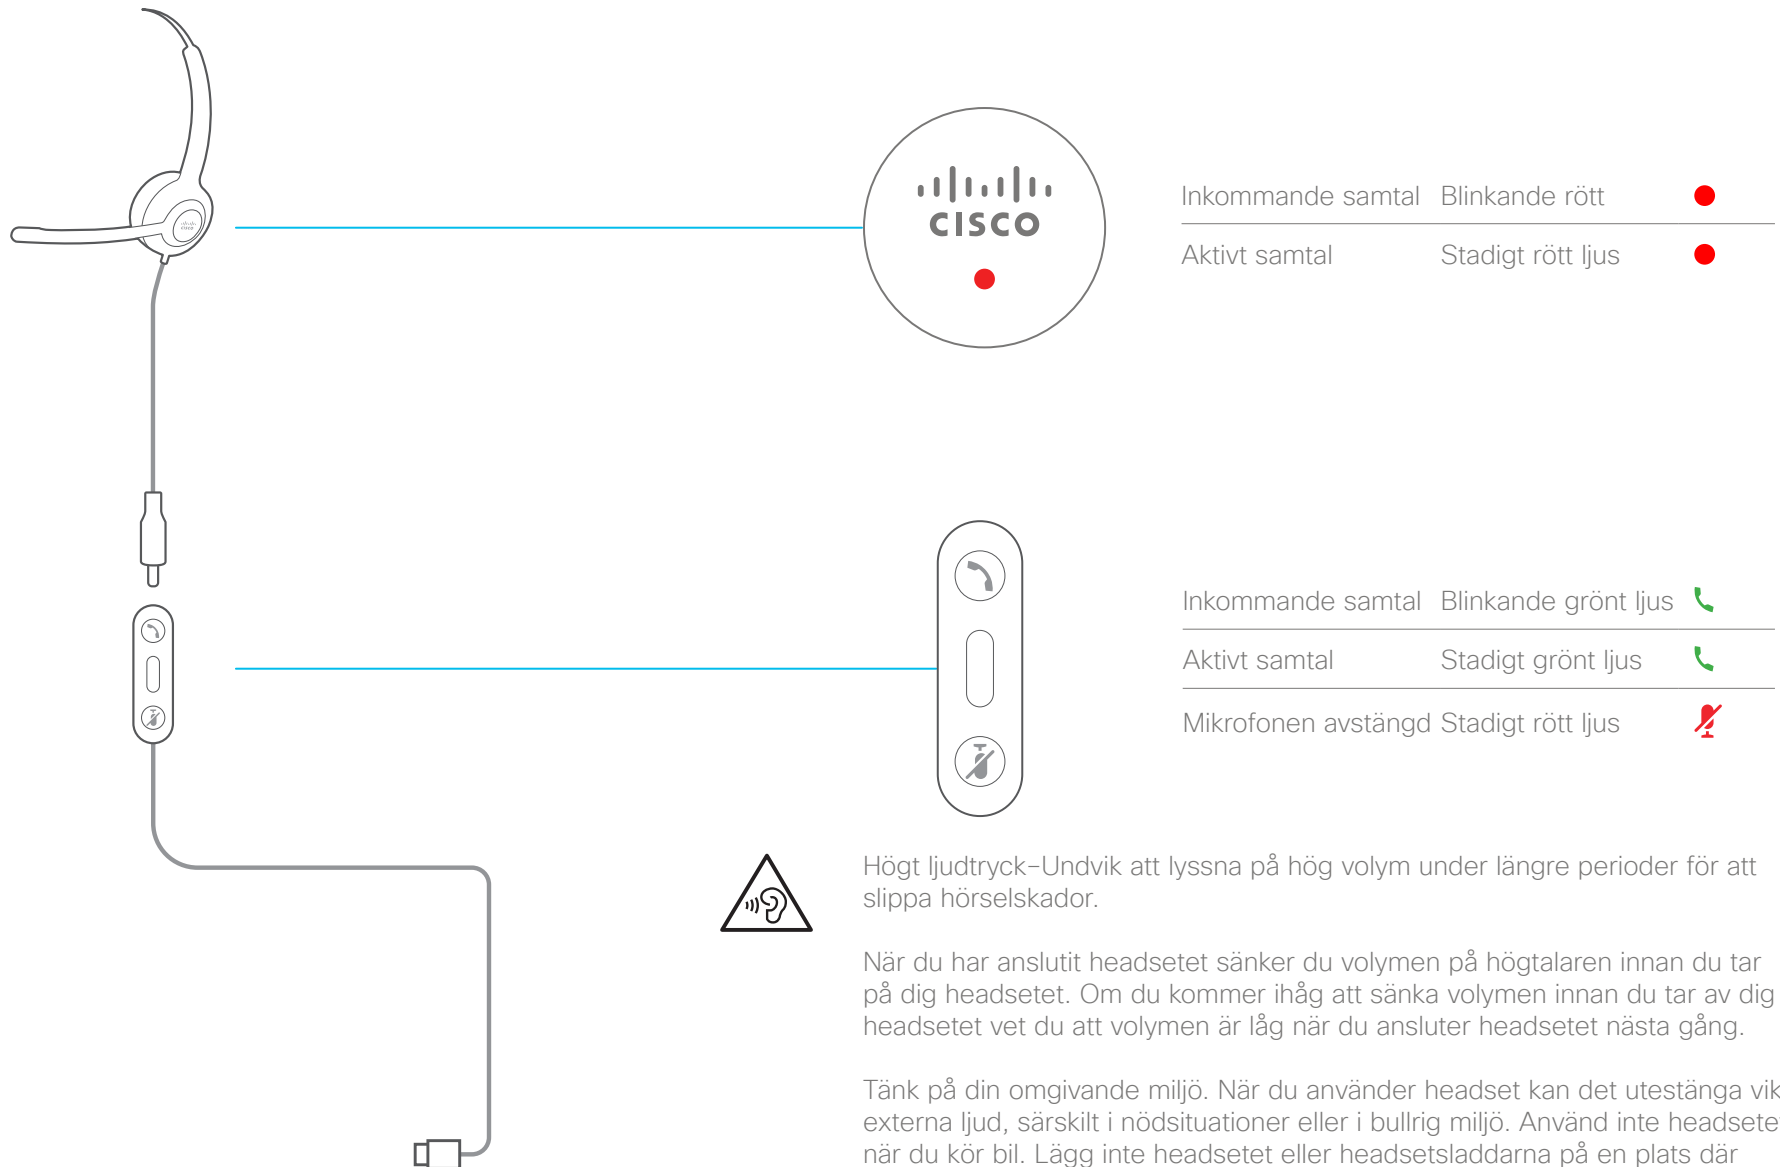 CISCO
Inkommande samtal Blinkande rött
Aktivt samtal Stadigt rött ljus
Inkommande samtal Blinkande grönt ljus
Aktivt samtal Stadigt grönt ljus
Mikrofonen avstängd Stadigt rött ljus
Högt ljudtryck–Undvik att lyssna på hög volym under längre perioder för att
slippa hörselskador.
När du har anslutit headsetet sänker du volymen på högtalaren innan du tar
på dig headsetet. Om du kommer ihåg att sänka volymen innan du tar av dig
headsetet vet du att volymen är låg när du ansluter headsetet nästa gång.
Tänk på din omgivande miljö. När du använder headset kan det utestänga vik
externa ljud, särskilt i nödsituationer eller i bullrig miljö. Använd inte headsetet
när du kör bil. Lägg inte headsetet eller headsetsladdarna på en plats där